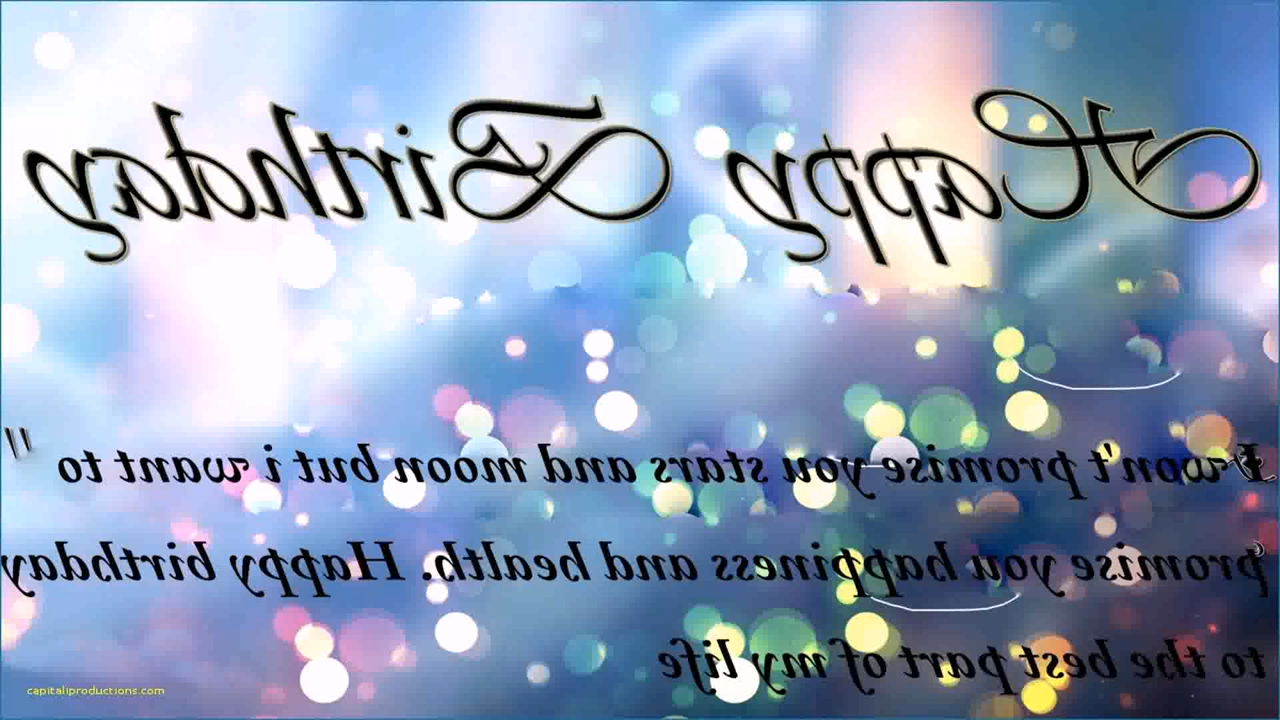 Happy Birthday
I won't promise you stars and moon but i want to "
promise you happiness and health. Happy birthday
to the best part of my life
capitaliproductions.com